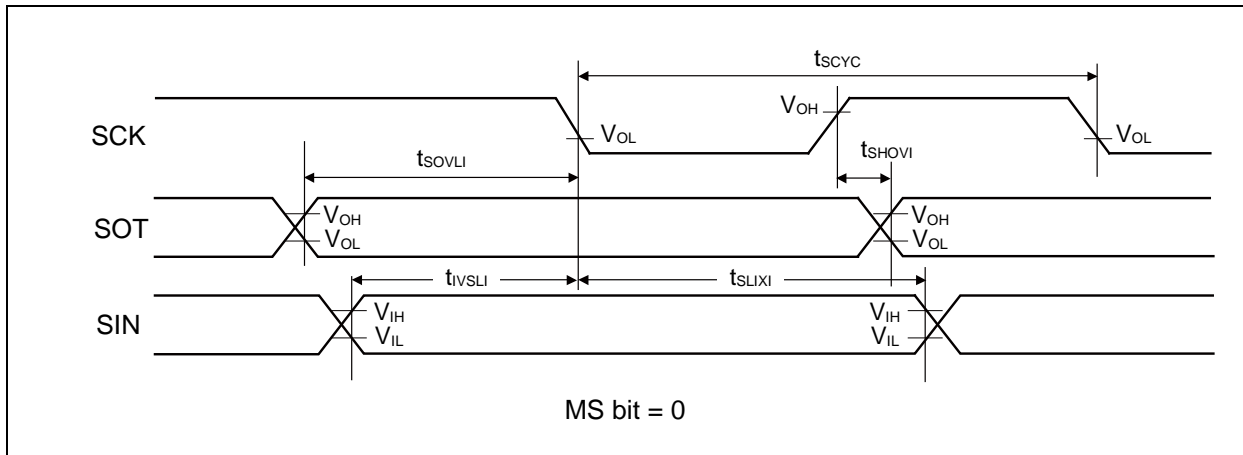 tSCYC
VOH
SCK
VOL
VOL
tSOVLI
tSHOVI
SOT
VOH
VOL
VOH
VOL
tIVSLI
tSLIXI
SIN
VIH
VIL
VIH
VIL
MS bit = 0